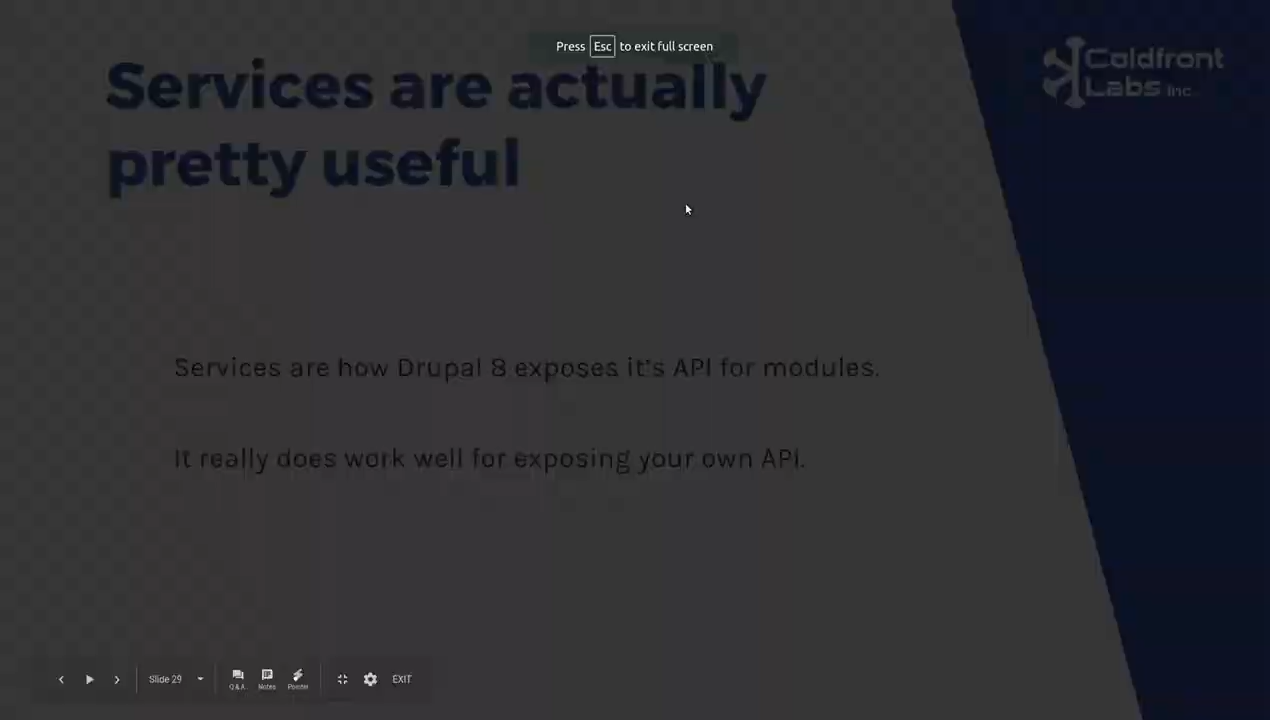 Press Esc to exit full screen
Services are actually
pretty useful
Coldfront
Labs Inc.
Services are how Drupal 8 exposes it's API for modules.
It really does work well for exposing your own API.
Slide 29
Q&A
Notes
Pointer
EXIT